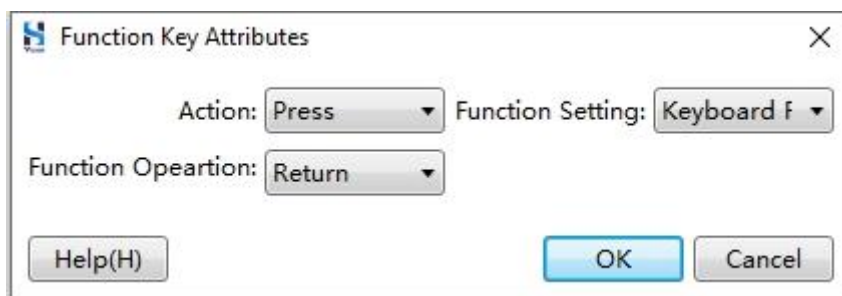 Function Key Attributes
Action: Press Function Setting: Keyboard F
Function Opeartion: Return
Help(H) OK Cancel